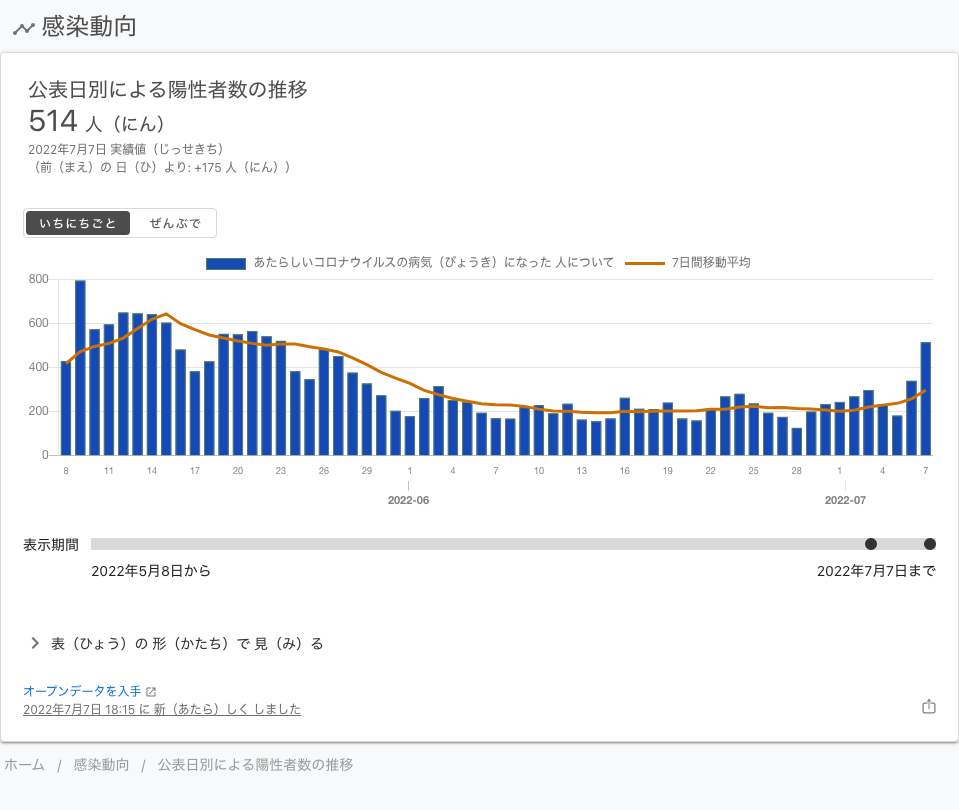 感染動向
公表日別による陽性者数の推移
514 人（にん）
2022年7月7日 実績値（じっせきち）
（前（まえ）の 日（ひ）より: +175 人（にん））
いちにちごと ぜんぶで
あたらしいコロナウイルスの病気（びょうき）になった 人について 7日間移動平均
800
600
400
200
0
8 11 14 17 20 23 26 29 1 4 7 10 13 16 19 22 25 28 1 4 7
2022-06 2022-07
表示期間
2022年5月8日から 2022年7月7日まで
表（ひょう）の 形（かたち）で 見（み）る
オープンデータを入手
2022年7月7日 18:15 に 新（あたら）しく しました
ホーム / 感染動向 / 公表日別による陽性者数の推移